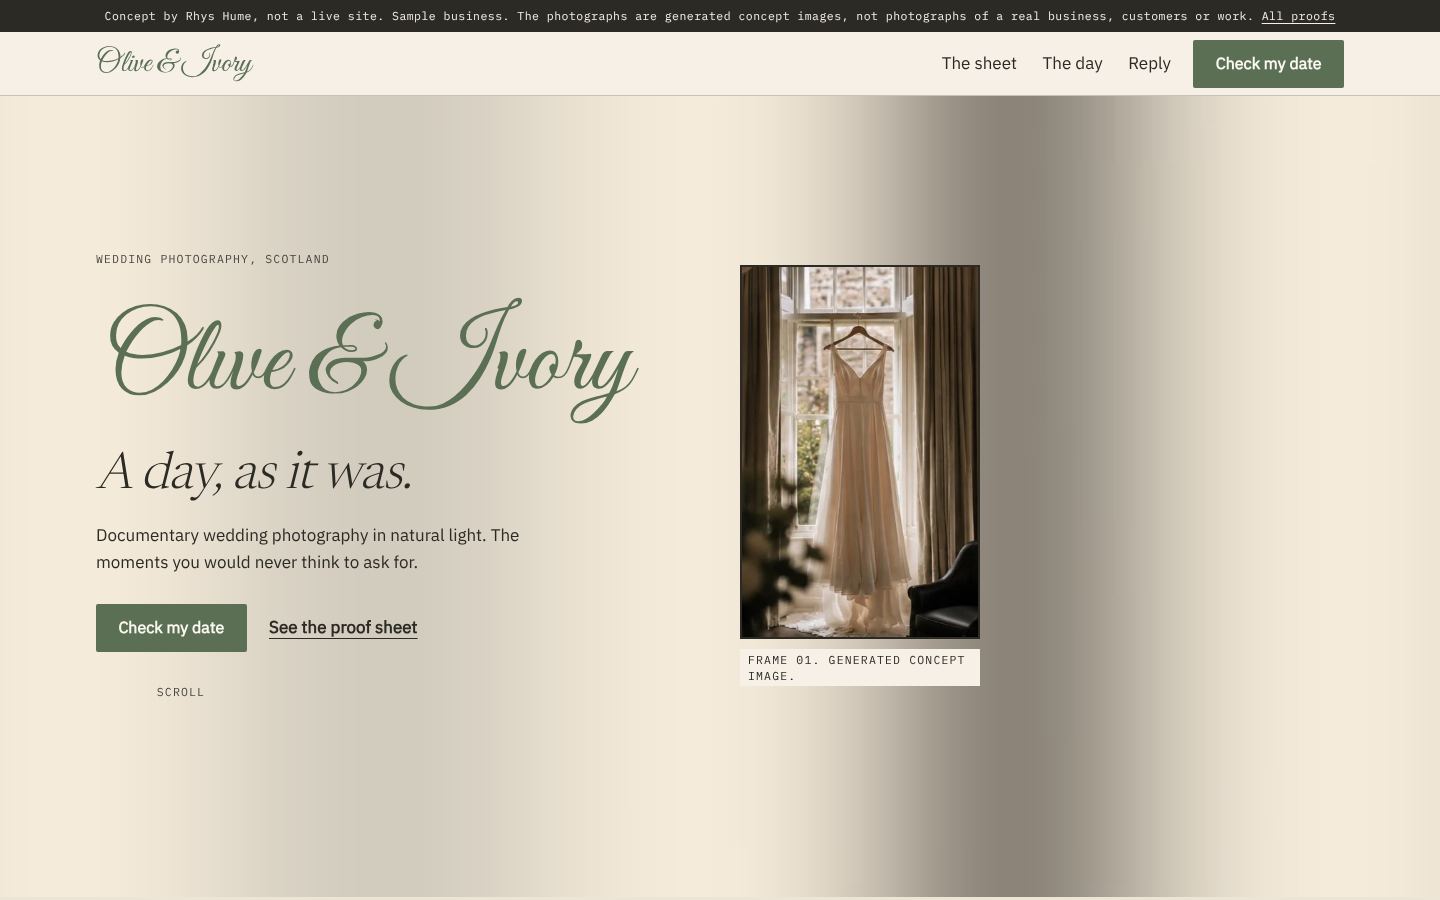 Concept by Rhys Hume, not a live site. Sample business. The photographs are generated concept images, not photographs of a real business, customers or work. All proofs
Olive & Ivory
The sheet
The day
Reply
Check my date
WEDDING PHOTOGRAPHY, SCOTLAND
Olive & Ivory
A day, as it was.
Documentary wedding photography in natural light. The
moments you would never think to ask for.
Check my date
See the proof sheet
SCROLL
FRAME 01. GENERATED CONCEPT
IMAGE.